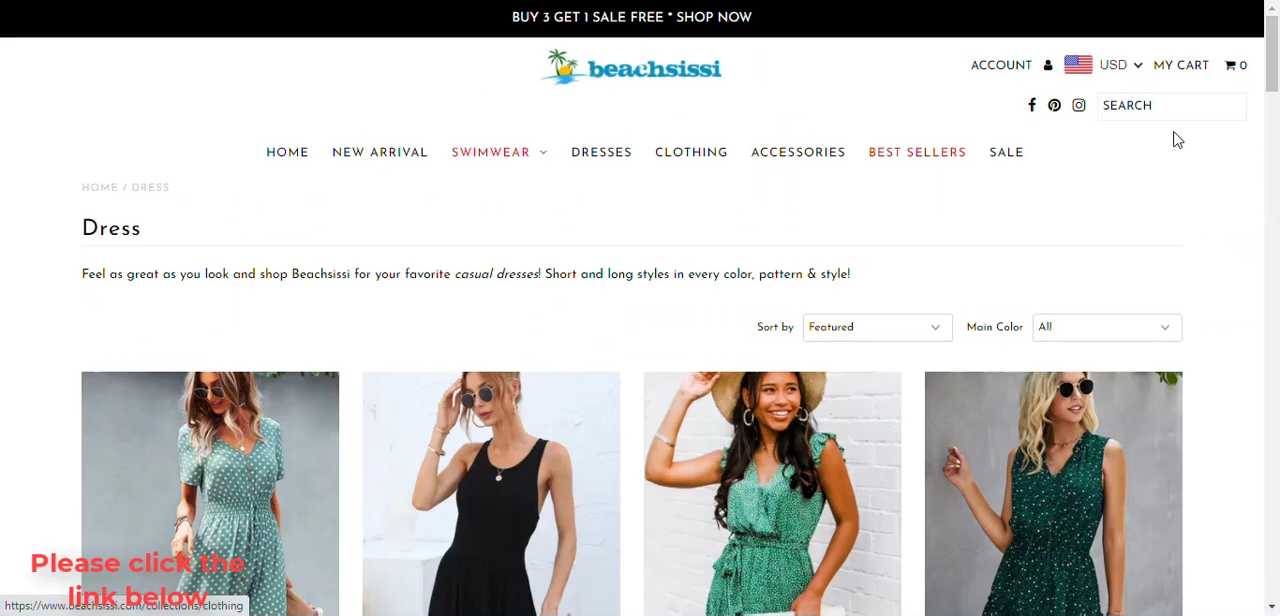 BUY 3 GET 1 SALE FREE * SHOP NOW
beachsissi
ACCOUNT USD MY CART 0
SEARCH
HOME NEW ARRIVAL SWIMWEAR DRESSES CLOTHING ACCESSORIES BEST SELLERS SALE
HOME / DRESS
Dress
Feel as great as you look and shop Beachsissi for your favorite casual dresses! Short and long styles in every color, pattern & style!
Sort by Featured Main Color All
Please click the
link below
https://www.beachsissi.com/collections/clothing